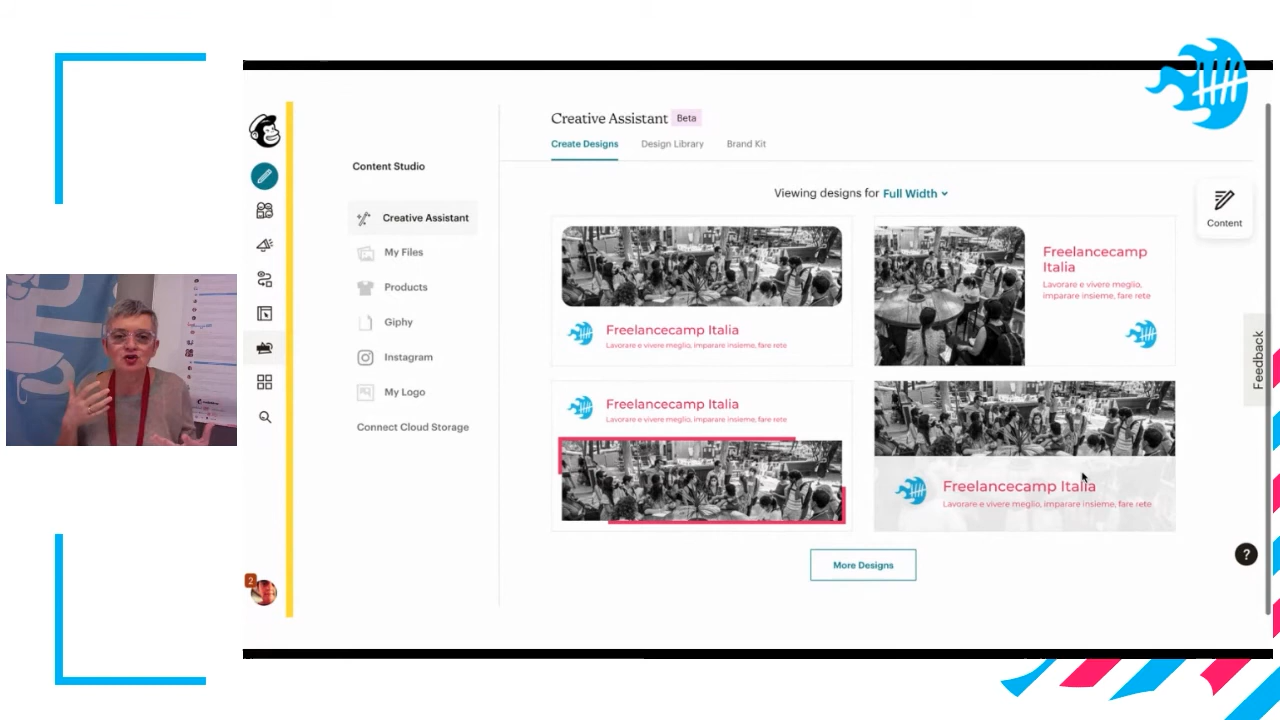 Creative Assistant Beta
Create Designs Design Library Brand Kit
Content Studio
Creative Assistant
My Files
Products
Giphy
Instagram
My Logo
Connect Cloud Storage
Viewing designs for Full Width
Freelancecamp Italia
Lavorare e vivere meglio, imparare insieme, fare rete
Freelancecamp
Italia
Lavorare e vivere meglio,
imparare insieme, fare rete
Freelancecamp Italia
Lavorare e vivere meglio, imparare insieme, fare rete
Freelancecamp Italia
Lavorare e vivere meglio, imparare insieme, fare rete
More Designs
Content
Feedback
?
2